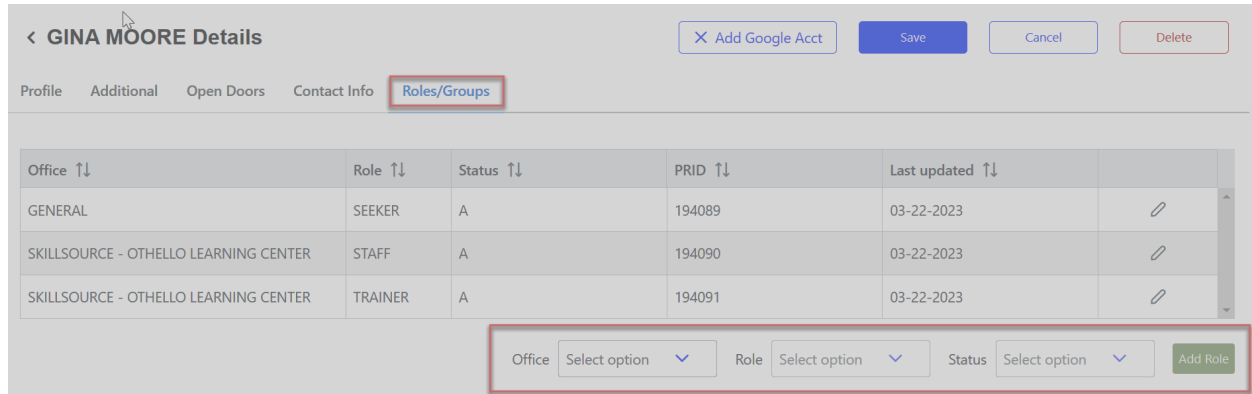 GINA MOORE Details
Add Google Acct Save Cancel Delete
Profile Additional Open Doors Contact Info Roles/Groups
Office Role Status PRID Last updated
GENERAL SEEKER A 194089 03-22-2023
SKILLSOURCE - OTHELLO LEARNING CENTER STAFF A 194090 03-22-2023
SKILLSOURCE - OTHELLO LEARNING CENTER TRAINER A 194091 03-22-2023
Office Select option Role Select option Status Select option Add Role